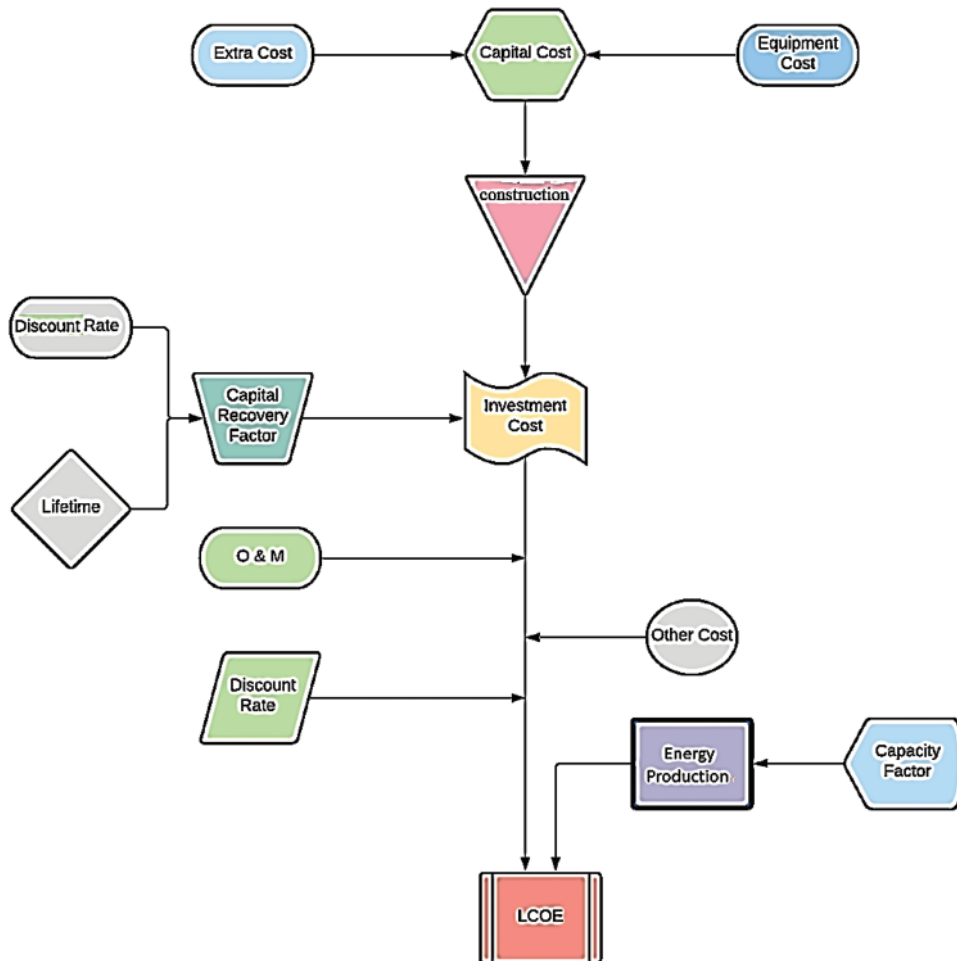 Extra Cost
Capital Cost
Equipment
Cost
construction
Discount Rate
Capital
Recovery
Factor
Investment
Cost
Lifetime
O & M
Other Cost
Discount
Rate
Energy
Production
Capacity
Factor
LCOE